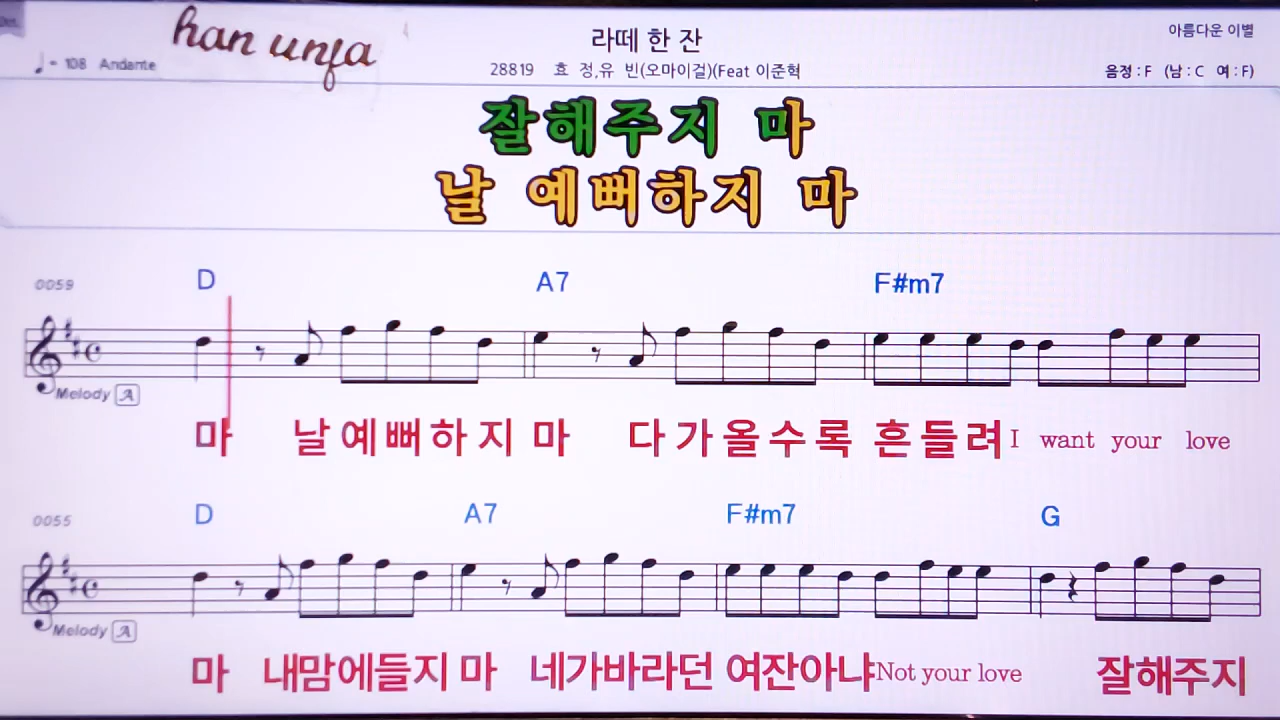 han unfa
라떼 한 잔
아름다운 이별
♩= 108 Andante
28819 효 정,유 빈(오마이걸)(Feat 이준혁
음정 : F (남 : C 여 : F)
잘해주지 마
날 예뻐하지 마
0059 D A7 F#m7
Melody A
마 날 예 뻐 하 지 마 다 가 올 수 록 흔 들 려 I want your love
0055 D A7 F#m7 G
Melody A
마 내맘에들지 마 네가바라던 여잔아냐 Not your love 잘해주지